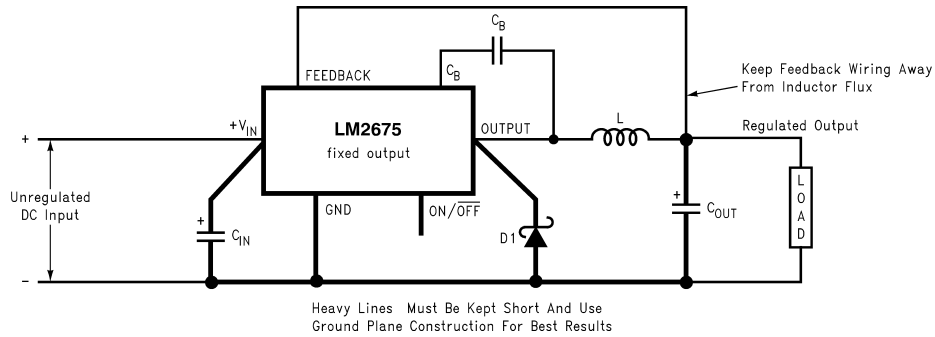 C_B
FEEDBACK
C_B
Keep Feedback Wiring Away
From Inductor Flux
+V_IN
LM2675
fixed output
OUTPUT
L
Regulated Output
+
Unregulated
DC Input
-
+
C_IN
GND
ON/O̅F̅F̅
D1
+
C_OUT
LOAD
Heavy Lines Must Be Kept Short And Use
Ground Plane Construction For Best Results